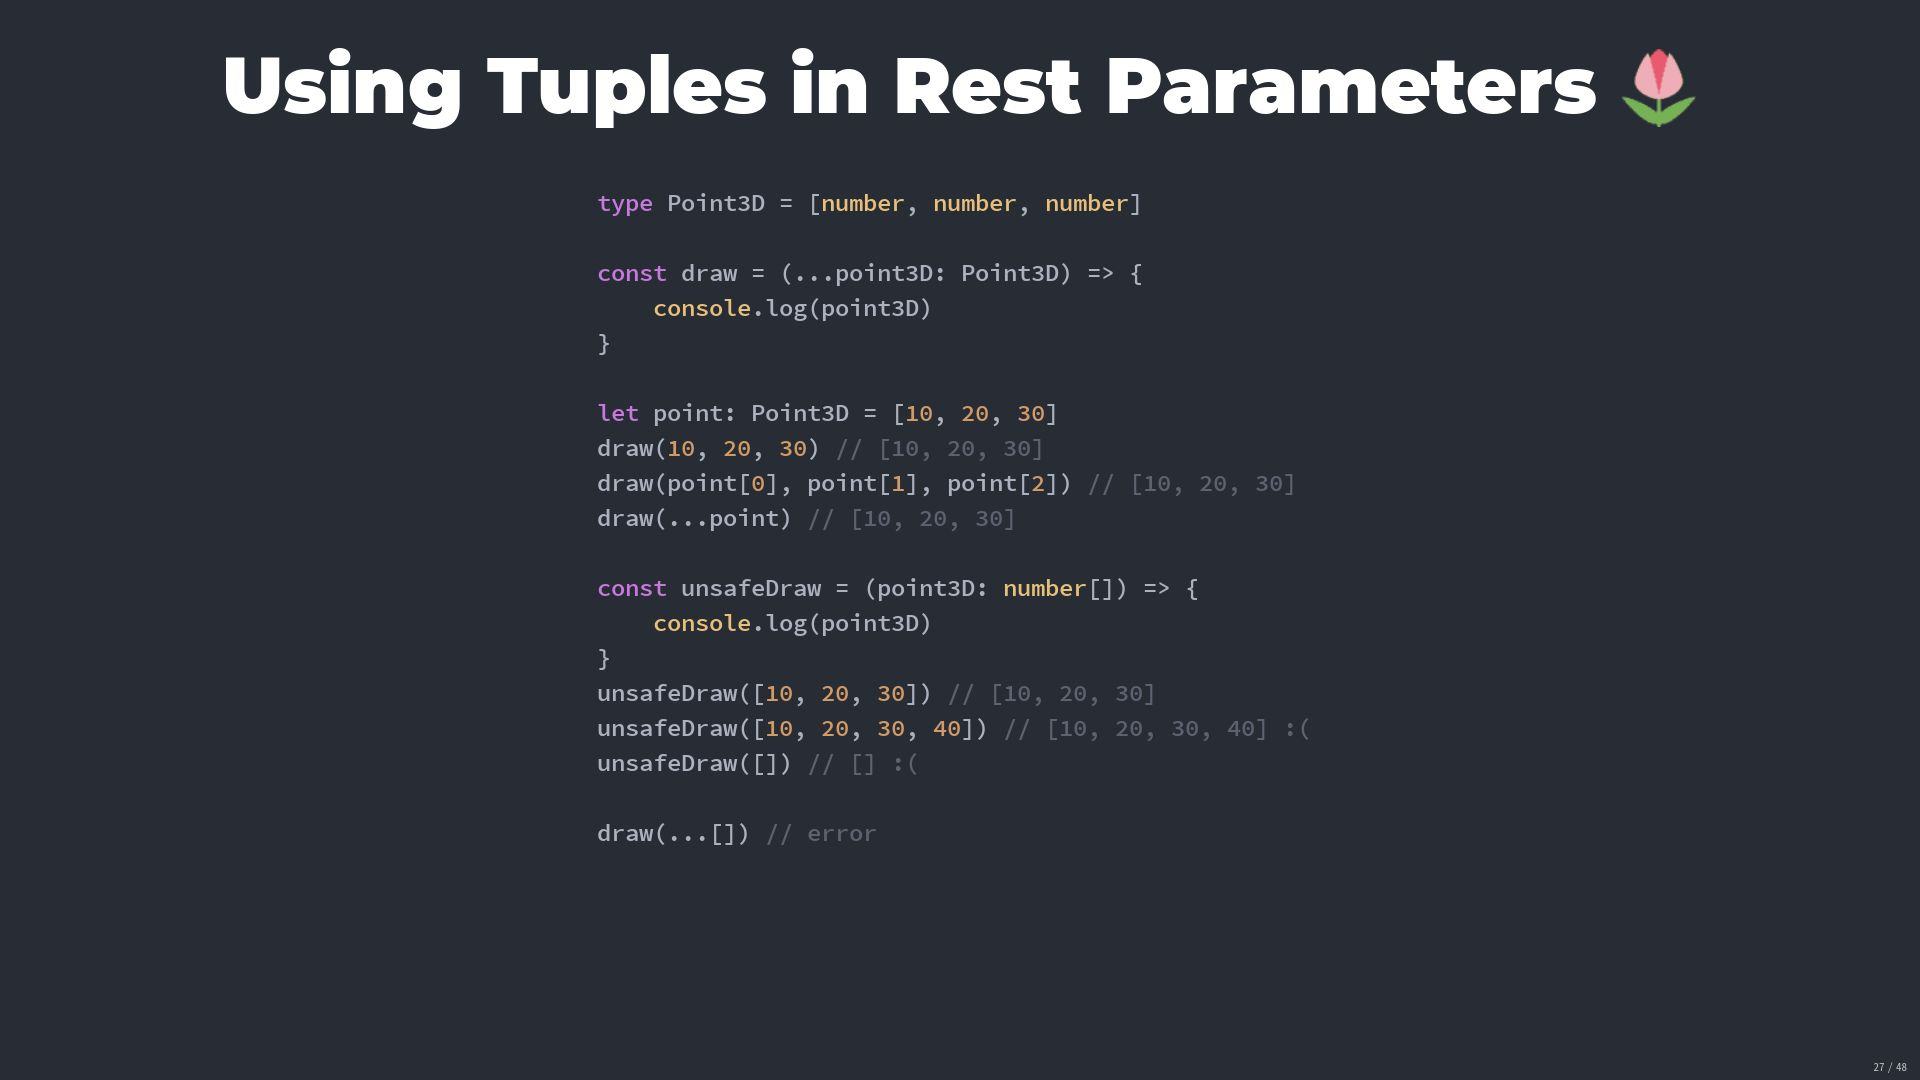 Using Tuples in Rest Parameters 🌷
type Point3D = [number, number, number]
const draw = (...point3D: Point3D) => {
    console.log(point3D)
}
let point: Point3D = [10, 20, 30]
draw(10, 20, 30) // [10, 20, 30]
draw(point[0], point[1], point[2]) // [10, 20, 30]
draw(...point) // [10, 20, 30]
const unsafeDraw = (point3D: number[]) => {
    console.log(point3D)
}
unsafeDraw([10, 20, 30]) // [10, 20, 30]
unsafeDraw([10, 20, 30, 40]) // [10, 20, 30, 40] :(
unsafeDraw([]) // [] :(
draw(...[]) // error
27 / 48